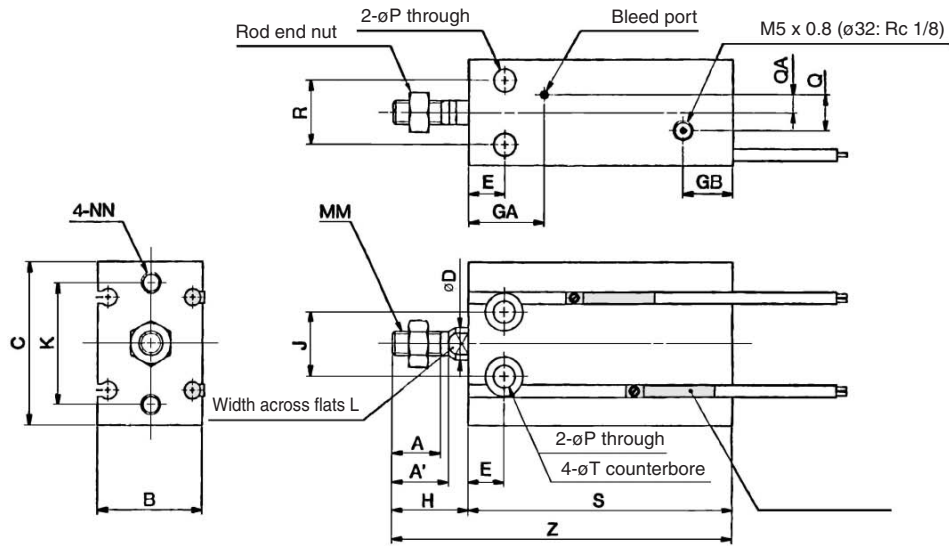 2-øP through
Bleed port
M5 x 0.8 (ø32: Rc 1/8)
Rod end nut
QA
Q
R
E
GB
GA
4-NN
MM
øD
C
K
J
Width across flats L
A
A'
E
2-øP through
4-øT counterbore
B
H
S
Z